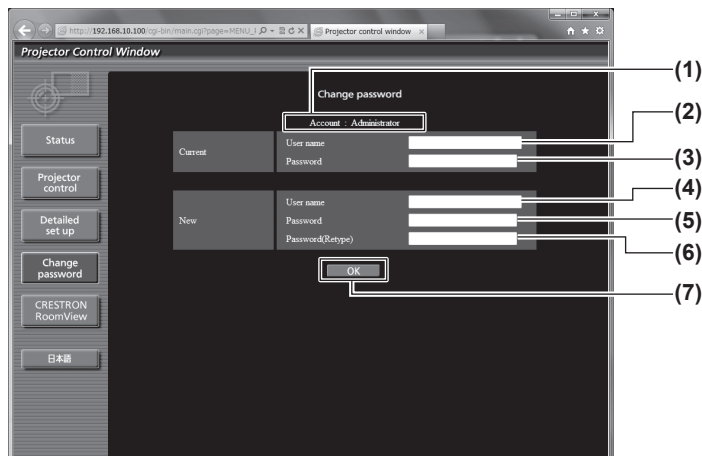 http://192.168.10.100/cgi-bin/main.cgi?page=MENU_I
Projector control window
Projector Control Window
Change password
Account : Administrator
Current
User name
Password
New
User name
Password
Password(Retype)
OK
Status
Projector
control
Detailed
set up
Change
password
CRESTRON
RoomView
日本語
(1)
(2)
(3)
(4)
(5)
(6)
(7)